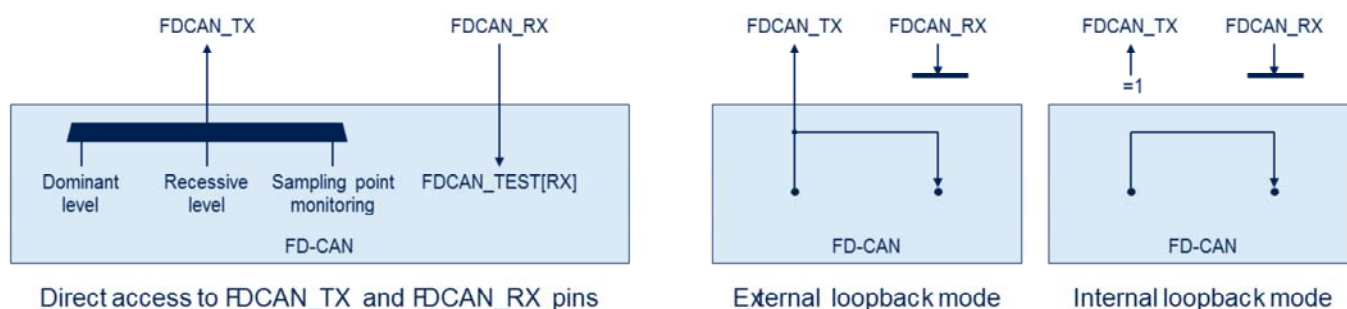 FDCAN_TX
FDCAN_RX
Dominant level
Recessive level
Sampling point monitoring
FDCAN_TEST[RX]
FD-CAN
Direct access to FDCAN_TX and FDCAN_RX pins
FDCAN_TX
FDCAN_RX
FD-CAN
External loopback mode
FDCAN_TX
FDCAN_RX
=1
FD-CAN
Internal loopback mode